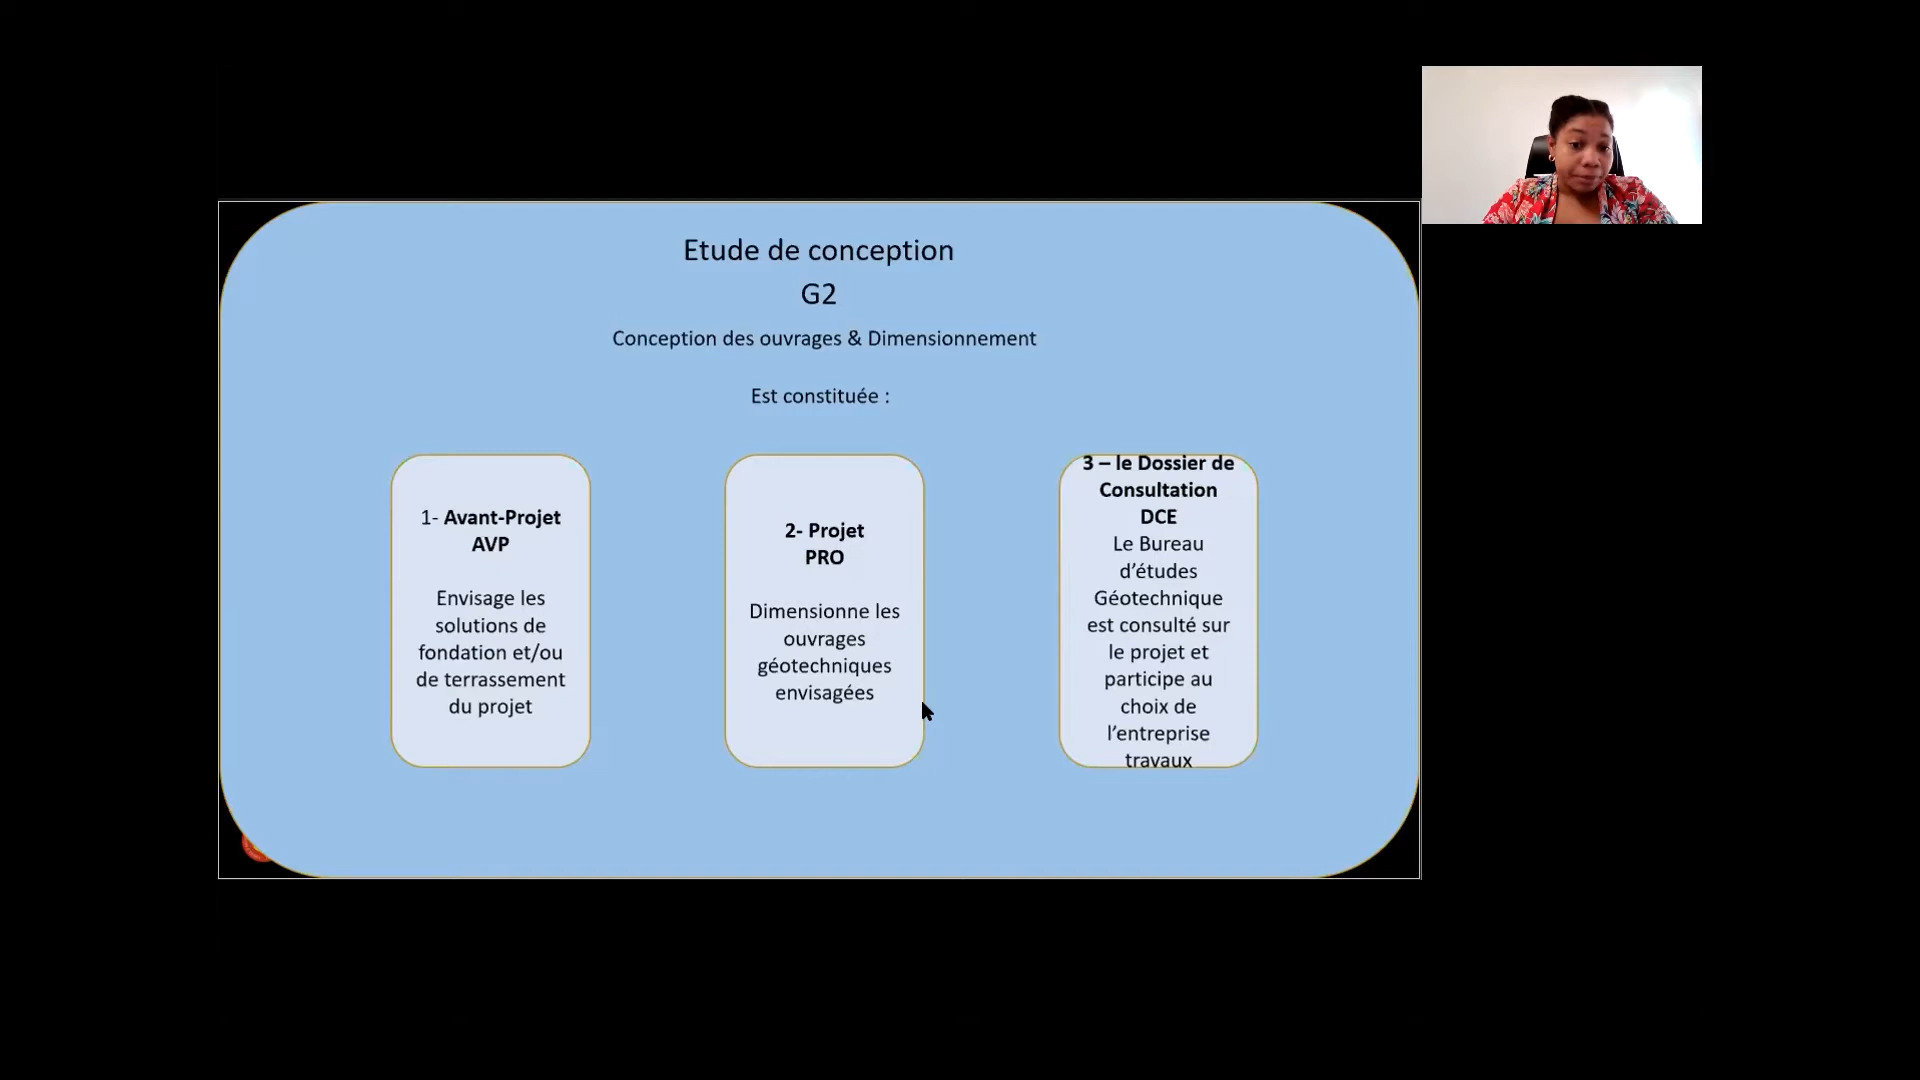 Etude de conception
G2
Conception des ouvrages & Dimensionnement
Est constituée :
1- Avant-Projet
AVP
Envisage les
solutions de
fondation et/ou
de terrassement
du projet
2- Projet
PRO
Dimensionne les
ouvrages
géotechniques
envisagées
3 – le Dossier de
Consultation
DCE
Le Bureau
d’études
Géotechnique
est consulté sur
le projet et
participe au
choix de
l’entreprise
travaux